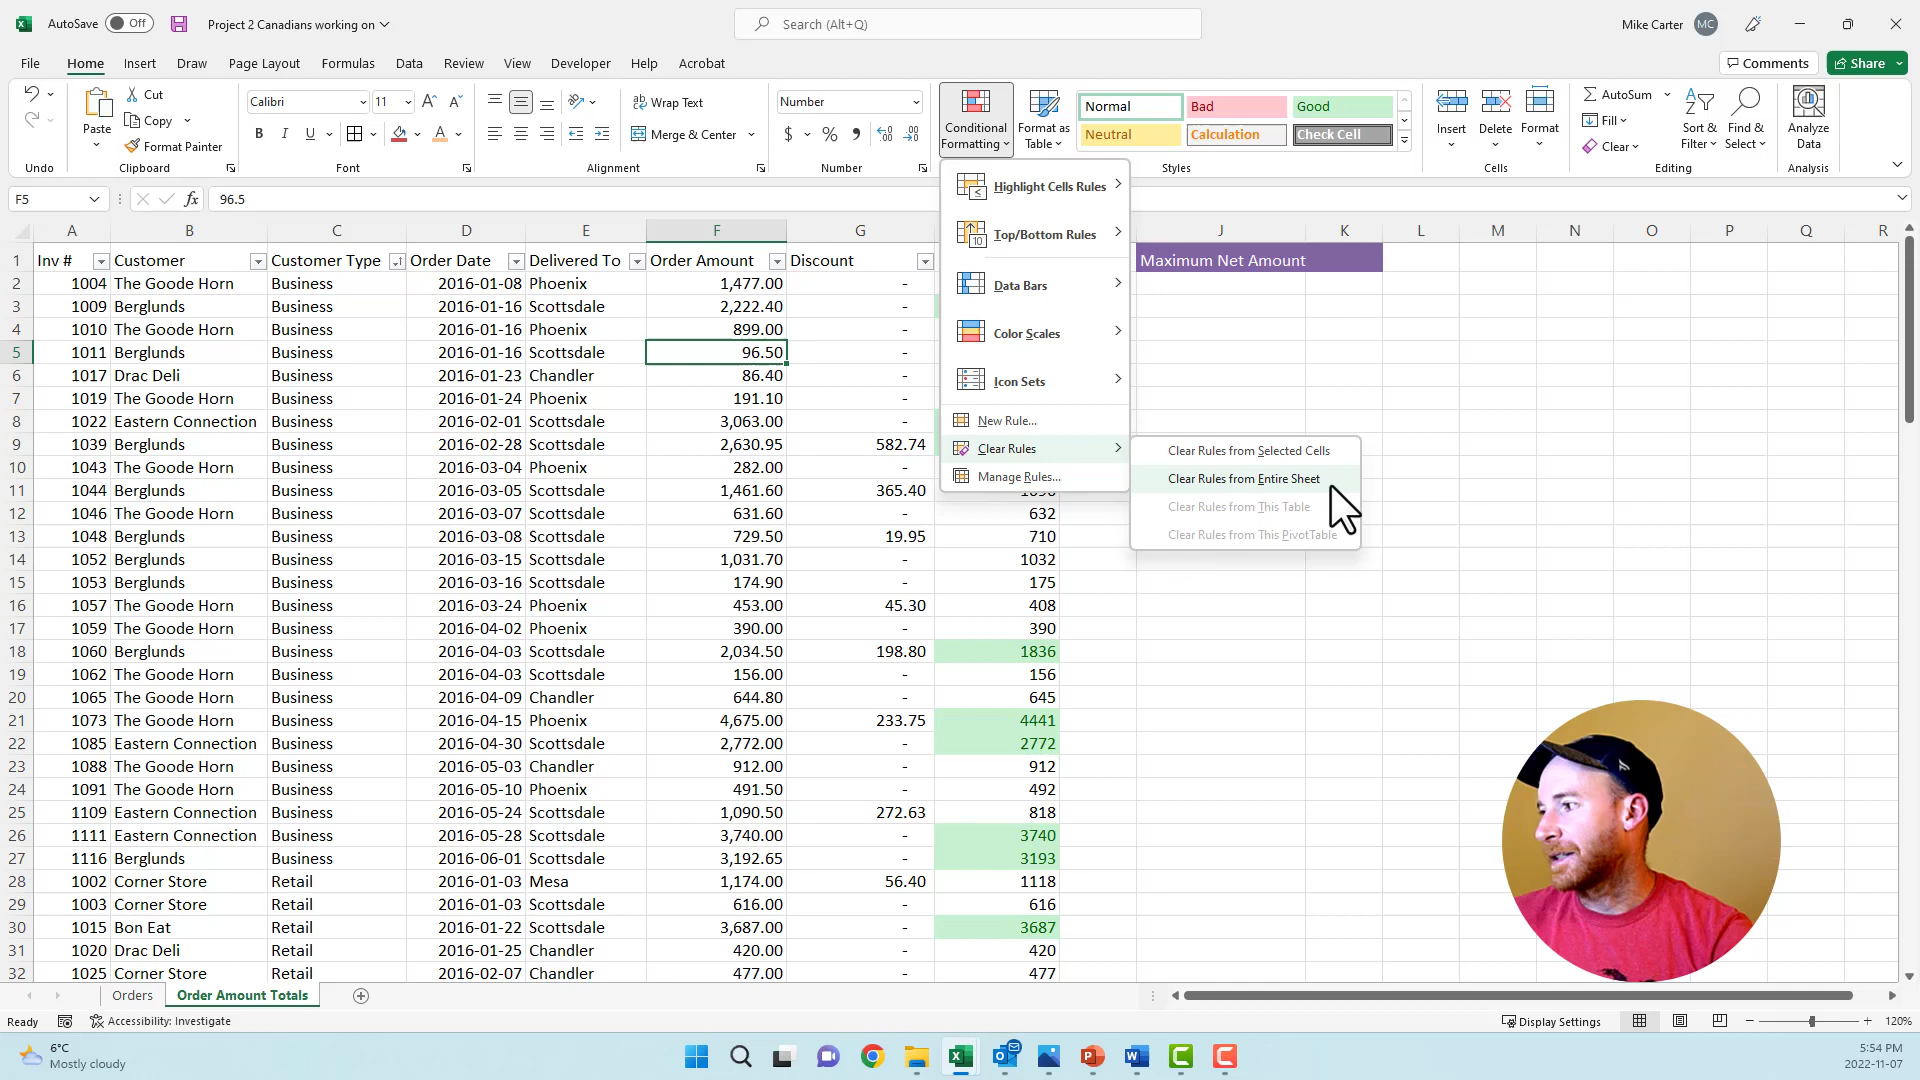 AutoSave Off Project 2 Canadians working on Search (Alt+Q) Mike Carter MC
File Home Insert Draw Page Layout Formulas Data Review View Developer Help Acrobat Comments Share
Undo
Paste Cut Copy Format Painter Clipboard
Calibri 11 B I U A Font
Wrap Text Merge & Center Alignment
Number $ % Number
Conditional Formatting Format as Table Normal Bad Good Neutral Calculation Check Cell Styles
Insert Delete Format Cells
AutoSum Fill Clear Sort & Filter Find & Select Editing
Analyze Data Analysis
F5 fx 96.5
Highlight Cells Rules
Top/Bottom Rules
Data Bars
Color Scales
Icon Sets
New Rule...
Clear Rules
Manage Rules...
Clear Rules from Selected Cells
Clear Rules from Entire Sheet
Clear Rules from This Table
Clear Rules from This PivotTable
A B C D E F G J K L M N O P Q R
1 Inv # Customer Customer Type Order Date Delivered To Order Amount Discount Maximum Net Amount
2 1004 The Goode Horn Business 2016-01-08 Phoenix 1,477.00 -
3 1009 Berglunds Business 2016-01-16 Scottsdale 2,222.40 -
4 1010 The Goode Horn Business 2016-01-16 Phoenix 899.00 -
5 1011 Berglunds Business 2016-01-16 Scottsdale 96.50 -
6 1017 Drac Deli Business 2016-01-23 Chandler 86.40 -
7 1019 The Goode Horn Business 2016-01-24 Phoenix 191.10 -
8 1022 Eastern Connection Business 2016-02-01 Scottsdale 3,063.00 -
9 1039 Berglunds Business 2016-02-28 Scottsdale 2,630.95 582.74
10 1043 The Goode Horn Business 2016-03-04 Phoenix 282.00 -
11 1044 Berglunds Business 2016-03-05 Scottsdale 1,461.60 365.40
12 1046 The Goode Horn Business 2016-03-07 Scottsdale 631.60 - 632
13 1048 Berglunds Business 2016-03-08 Scottsdale 729.50 19.95 710
14 1052 Berglunds Business 2016-03-15 Scottsdale 1,031.70 - 1032
15 1053 Berglunds Business 2016-03-16 Scottsdale 174.90 - 175
16 1057 The Goode Horn Business 2016-03-24 Phoenix 453.00 45.30 408
17 1059 The Goode Horn Business 2016-04-02 Phoenix 390.00 - 390
18 1060 Berglunds Business 2016-04-03 Scottsdale 2,034.50 198.80 1836
19 1062 The Goode Horn Business 2016-04-03 Scottsdale 156.00 - 156
20 1065 The Goode Horn Business 2016-04-09 Chandler 644.80 - 645
21 1073 The Goode Horn Business 2016-04-15 Phoenix 4,675.00 233.75 4441
22 1085 Eastern Connection Business 2016-04-30 Scottsdale 2,772.00 - 2772
23 1088 The Goode Horn Business 2016-05-03 Chandler 912.00 - 912
24 1091 The Goode Horn Business 2016-05-10 Phoenix 491.50 - 492
25 1109 Eastern Connection Business 2016-05-24 Scottsdale 1,090.50 272.63 818
26 1111 Eastern Connection Business 2016-05-28 Scottsdale 3,740.00 - 3740
27 1116 Berglunds Business 2016-06-01 Scottsdale 3,192.65 - 3193
28 1002 Corner Store Retail 2016-01-03 Mesa 1,174.00 56.40 1118
29 1003 Corner Store Retail 2016-01-03 Scottsdale 616.00 - 616
30 1015 Bon Eat Retail 2016-01-22 Scottsdale 3,687.00 - 3687
31 1020 Drac Deli Retail 2016-01-25 Chandler 420.00 - 420
32 1025 Corner Store Retail 2016-02-07 Chandler 477.00 - 477
Orders Order Amount Totals
Ready Accessibility: Investigate Display Settings 120%
6°C
Mostly cloudy
5:54 PM
2022-11-07